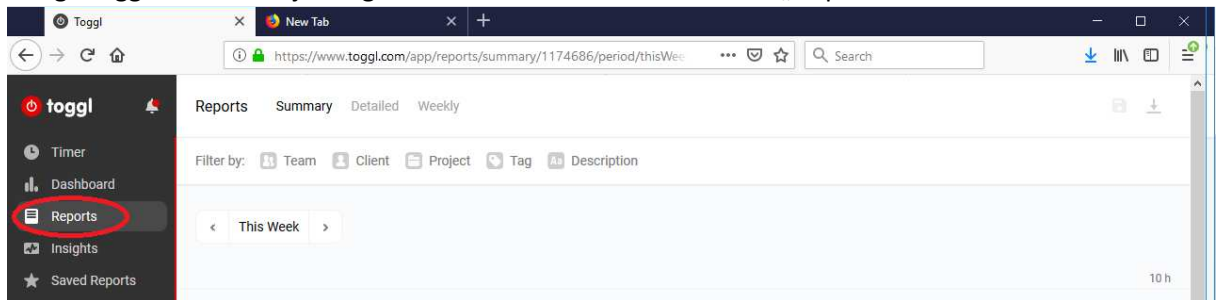 Toggl
New Tab
https://www.toggl.com/app/reports/summary/1174686/period/thisWee
Search
toggl
Reports Summary Detailed Weekly
Timer
Filter by: Team Client Project Tag Description
Dashboard
Reports
This Week
Insights
Saved Reports
10 h